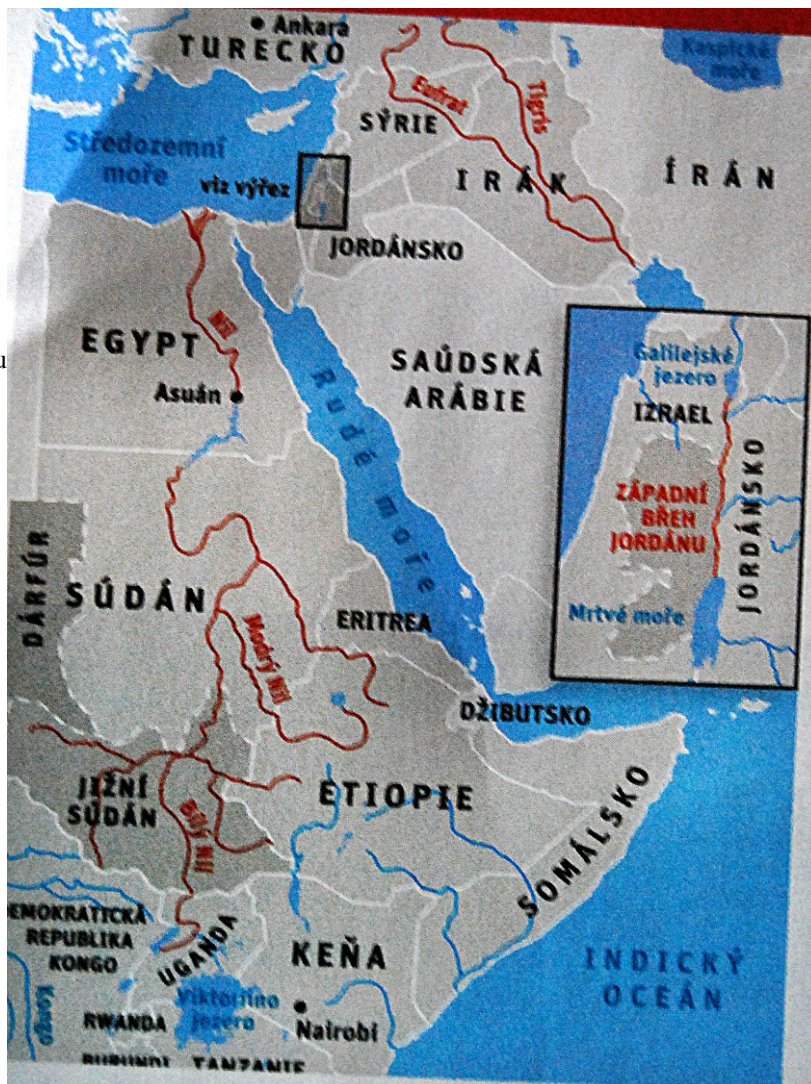 Ankara
TURECKO
Kaspické
moře
Eufrat
Tigris
SÝRIE
Středozemní
moře
viz výřez
IRÁK
ÍRÁN
JORDÁNSKO
Nil
EGYPT
u
Asuán
SAÚDSKÁ
ARÁBIE
Rudé moře
Galilejské
jezero
IZRAEL
ZÁPADNÍ
BŘEH
JORDÁNU
JORDÁNSKO
Mrtvé moře
DÁRFÚR
SÚDÁN
ERITREA
Modrý Nil
DŽIBUTSKO
JIŽNÍ
SÚDÁN
Bílý Nil
ETIOPIE
SOMÁLSKO
DEMOKRATICKÁ
REPUBLIKA
KONGO
UGANDA
KEŇA
INDICKÝ
OCEÁN
Kongo
Viktoriino
jezero
RWANDA
Nairobi
BURUNDI
TANZANIE